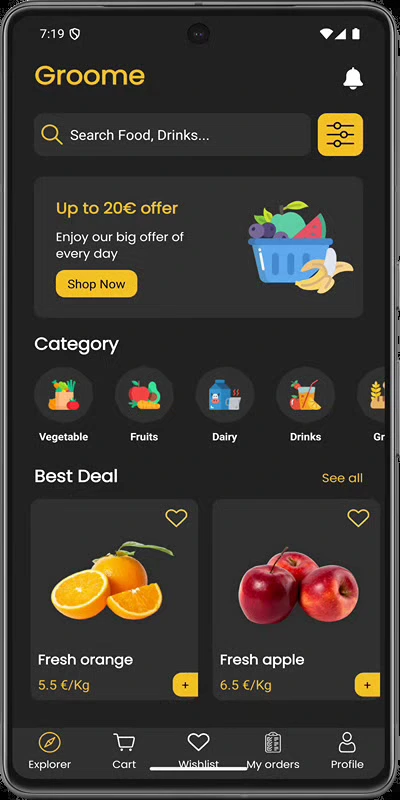 7:19
Groome
Search Food, Drinks...
Up to 20€ offer
Enjoy our big offer of
every day
Shop Now
Category
Vegetable Fruits Dairy Drinks Gr
Best Deal See all
Fresh orange Fresh apple
5.5 €/Kg + 6.5 €/Kg +
Explorer Cart Wishlist My orders Profile